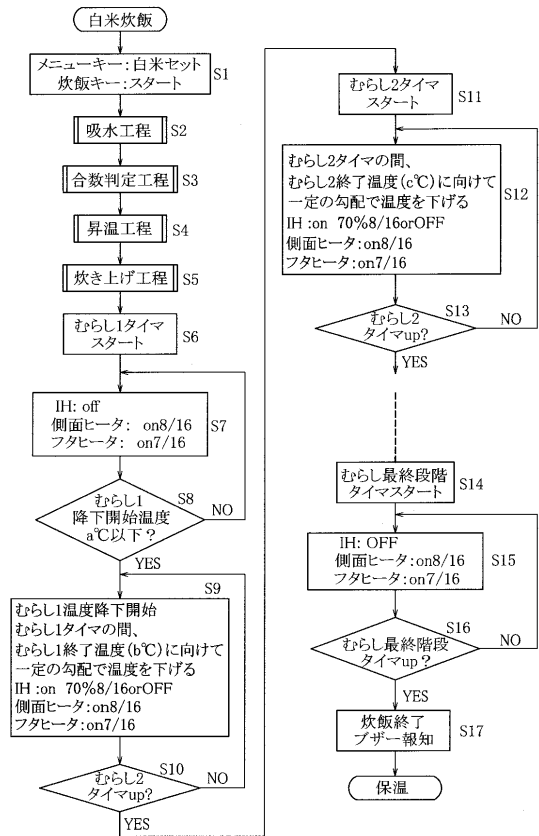 白米炊飯
メニューキー:白米セット
炊飯キー:スタート
S1
吸水工程
S2
合数判定工程
S3
昇温工程
S4
炊き上げ工程
S5
むらし1タイマ
スタート
S6
IH: off
側面ヒータ: on8/16
フタヒータ: on7/16
S7
むらし1
降下開始温度
a℃以下?
S8
NO
YES
S9
むらし1温度降下開始
むらし1タイマの間、
むらし1終了温度(b℃)に向けて
一定の勾配で温度を下げる
IH:on 70%8/16orOFF
側面ヒータ:on8/16
フタヒータ:on7/16
S10
むらし2
タイマup?
NO
YES
むらし2タイマ
スタート
S11
むらし2タイマの間、
むらし2終了温度(c℃)に向けて
一定の勾配で温度を下げる
IH:on 70%8/16orOFF
側面ヒータ:on8/16
フタヒータ:on7/16
S12
S13
むらし2
タイマup?
NO
YES
むらし最終段階
タイマスタート
S14
IH: OFF
側面ヒータ:on8/16
フタヒータ:on7/16
S15
S16
むらし最終階段
タイマup?
NO
YES
炊飯終了
ブザー報知
S17
保温